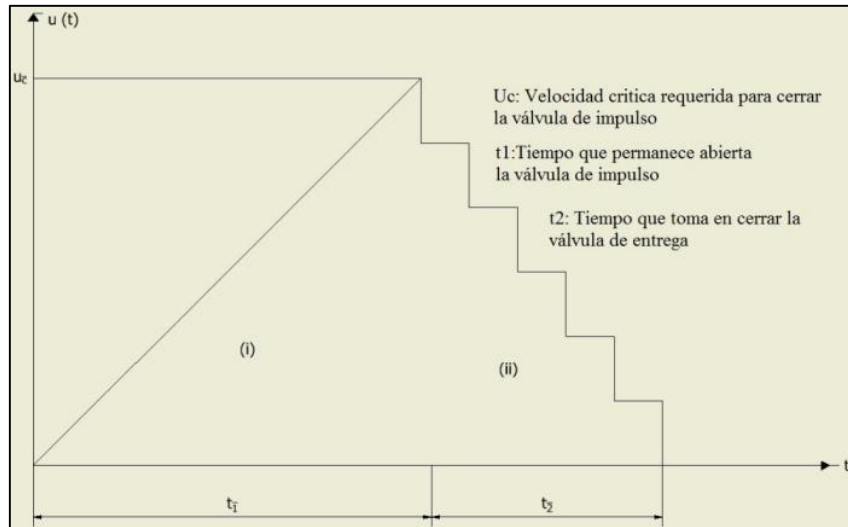 u (t)
uc
Uc: Velocidad critica requerida para cerrar
la válvula de impulso
t1:Tiempo que permanece abierta
la válvula de impulso
t2: Tiempo que toma en cerrar la
válvula de entrega
(i)
(ii)
t
t1
t2